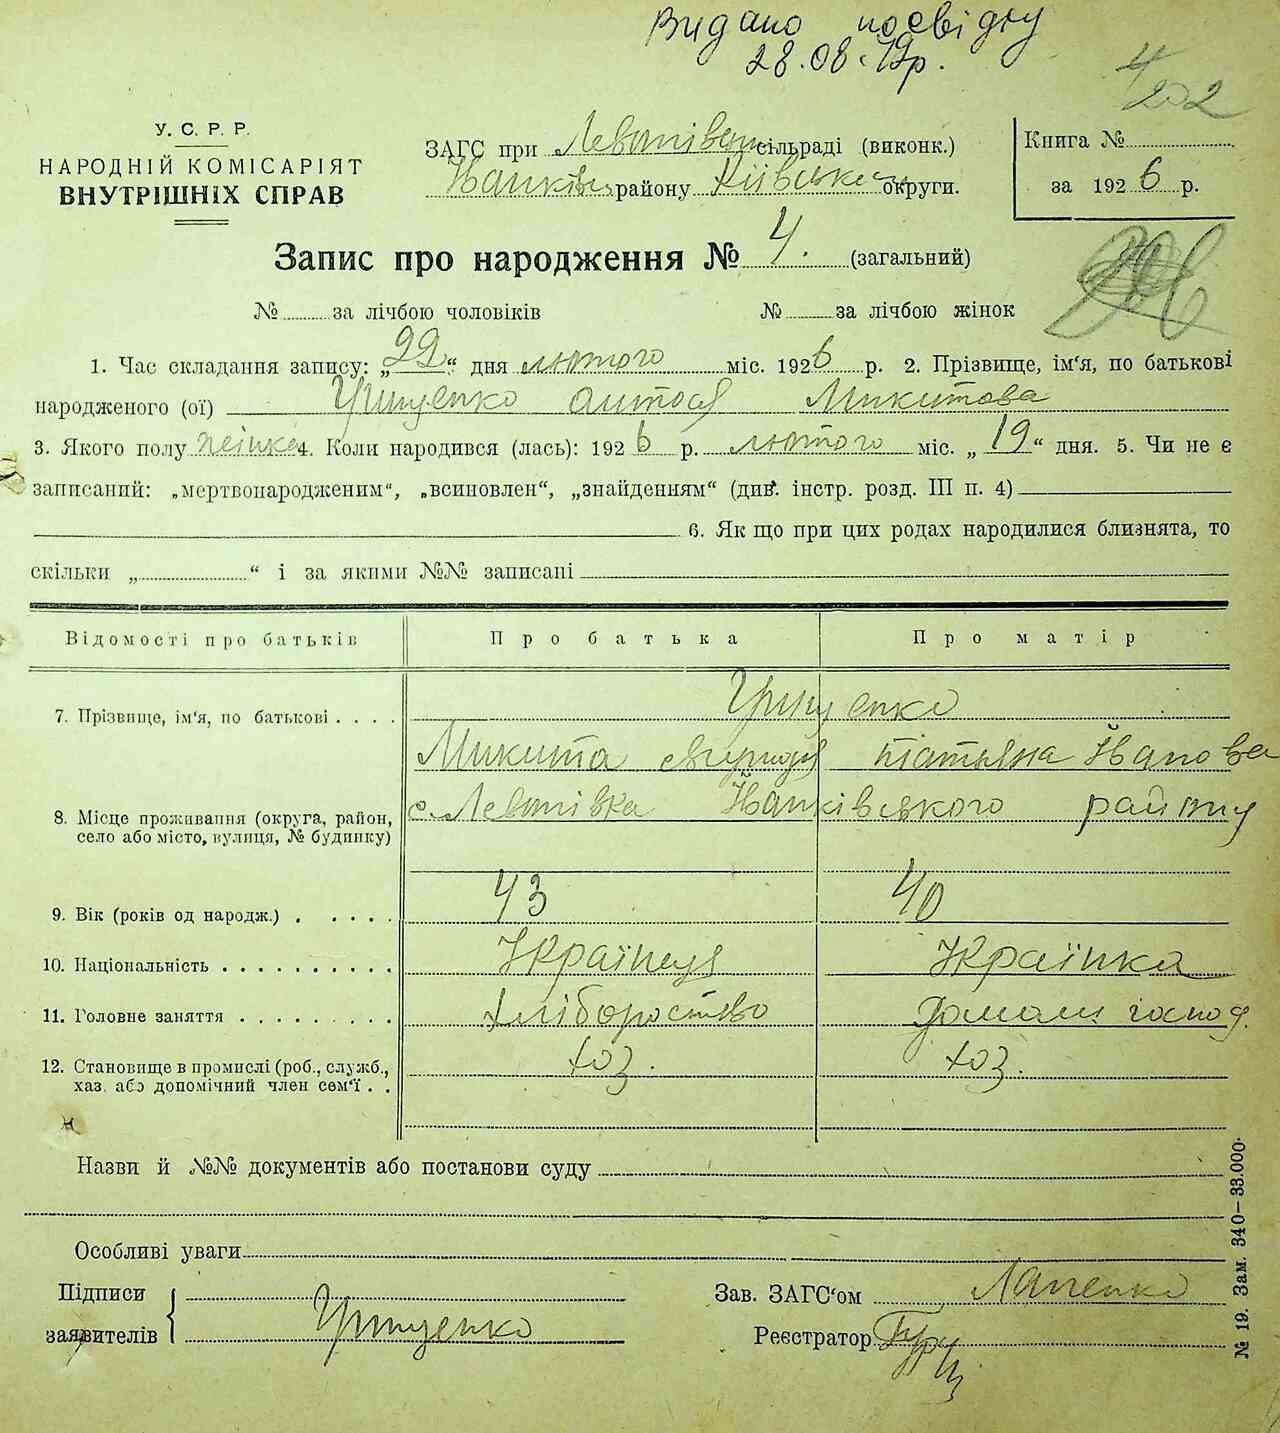 Видано посвідку
28.08.79р.
4/202
У. С. Р. Р.
НАРОДНІЙ КОМІСАРІЯТ
ВНУТРІШНІХ СПРАВ
ЗАГС при сільраді (виконк.)
Іванків району Київської округи.
Книга №
за 1926 р.
Запис про народження № 4. (загальний)
№ за лічбою чоловіків № за лічбою жінок
1. Час складання запису: „22“ дня лютого міс. 1926 р. 2. Прізвище, ім‘я, по батькові
народженого (ої) Грищенко Микитова
3. Якого полу жінка 4. Коли народився (лась): 1926 р. лютого міс. „19“ дня. 5. Чи не є
записаний: „мертвонародженим“, „всиновлен“, „знайденням“ (див. інстр. розд. III п. 4)
6. Як що при цих родах народилися близнята, то
скільки „ “ і за якими №№ записані
Відомості про батьків Про батька Про матір
7. Прізвище, ім‘я, по батькові . . . . Грищенко
Микита Татьяна Іванова
8. Місце проживання (округа, район, село або місто, вулиця, № будинку) с. Іванківського району
9. Вік (років од народж.) . . . . . 43 40
10. Національність . . . . . . . . . . Українця Українка
11. Головне заняття . . . . . . . . . хліборобство домаш господ.
12. Становище в промислі (роб., служб., хаз. або допомічний член сем‘ї . . хоз. хоз.
Назви й №№ документів або постанови суду
Особливі уваги
Підписи
заявителів Грищенко
Зав. ЗАГС‘ом Лапенко
Реєстратор
№ 19. Зам. 340—33.000.